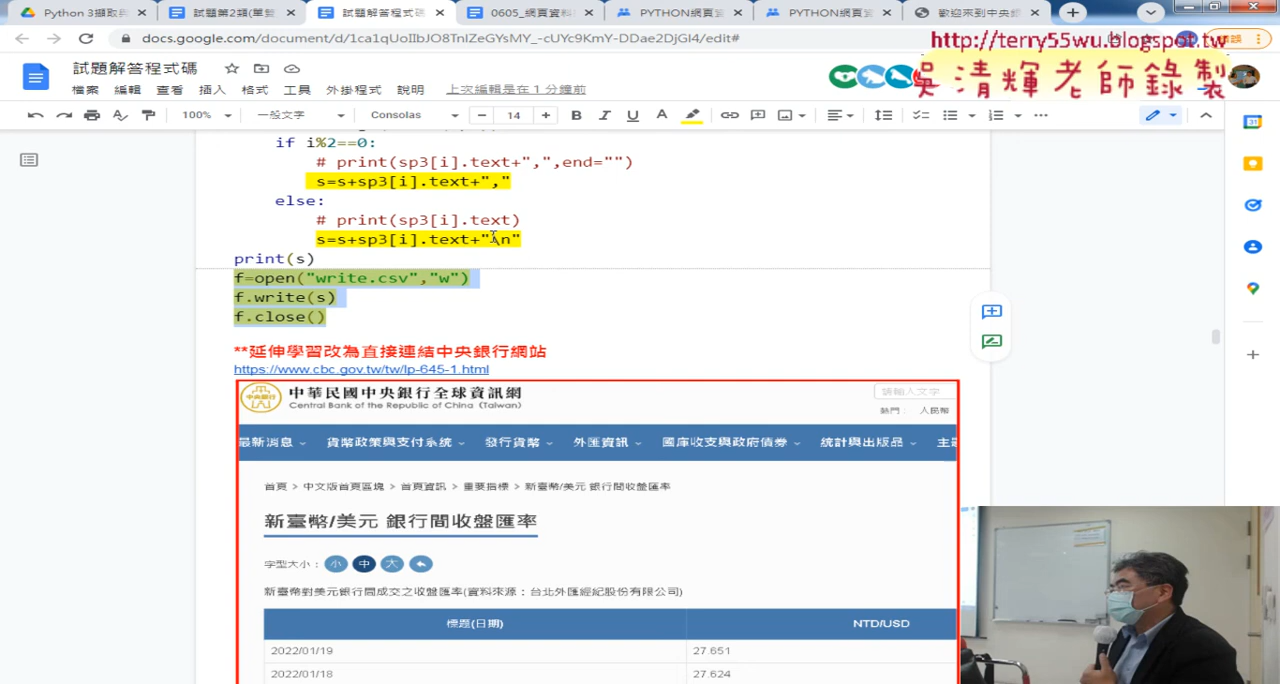 Python 3擷取與
試題第2類(單暫
試題解答程式碼
0605_網頁資料
PYTHON網頁宣
PYTHON網頁宣
歡迎來到中央銀
docs.google.com/document/d/1ca1qUoIIbJO8TnIZeGYsMY_-cUYc9KmY-DDae2DjGl4/edit#
http://terry55wu.blogspot.tw
吳清輝老師錄製
試題解答程式碼
檔案 編輯 查看 插入 格式 工具 外掛程式 說明 上次編輯是在 1 分鐘前
100% 一般文字 Consolas 14 B I U A
if i%2==0:
# print(sp3[i].text+",",end="")
s=s+sp3[i].text+","
else:
# print(sp3[i].text)
s=s+sp3[i].text+"\n"
print(s)
f=open("write.csv","w")
f.write(s)
f.close()
**延伸學習改為直接連結中央銀行網站
https://www.cbc.gov.tw/tw/lp-645-1.html
中華民國中央銀行全球資訊網
Central Bank of the Republic of China (Taiwan)
請輸入文字
熱門： 人民幣
最新消息 貨幣政策與支付系統 發行貨幣 外匯資訊 國庫收支與政府債券 統計與出版品 主題
首頁 > 中文版首頁區塊 > 首頁資訊 > 重要指標 > 新臺幣/美元 銀行間收盤匯率
新臺幣/美元 銀行間收盤匯率
字型大小： 小 中 大
新臺幣對美元銀行間成交之收盤匯率(資料來源：台北外匯經紀股份有限公司)
標題(日期) NTD/USD
2022/01/19 27.651
2022/01/18 27.624